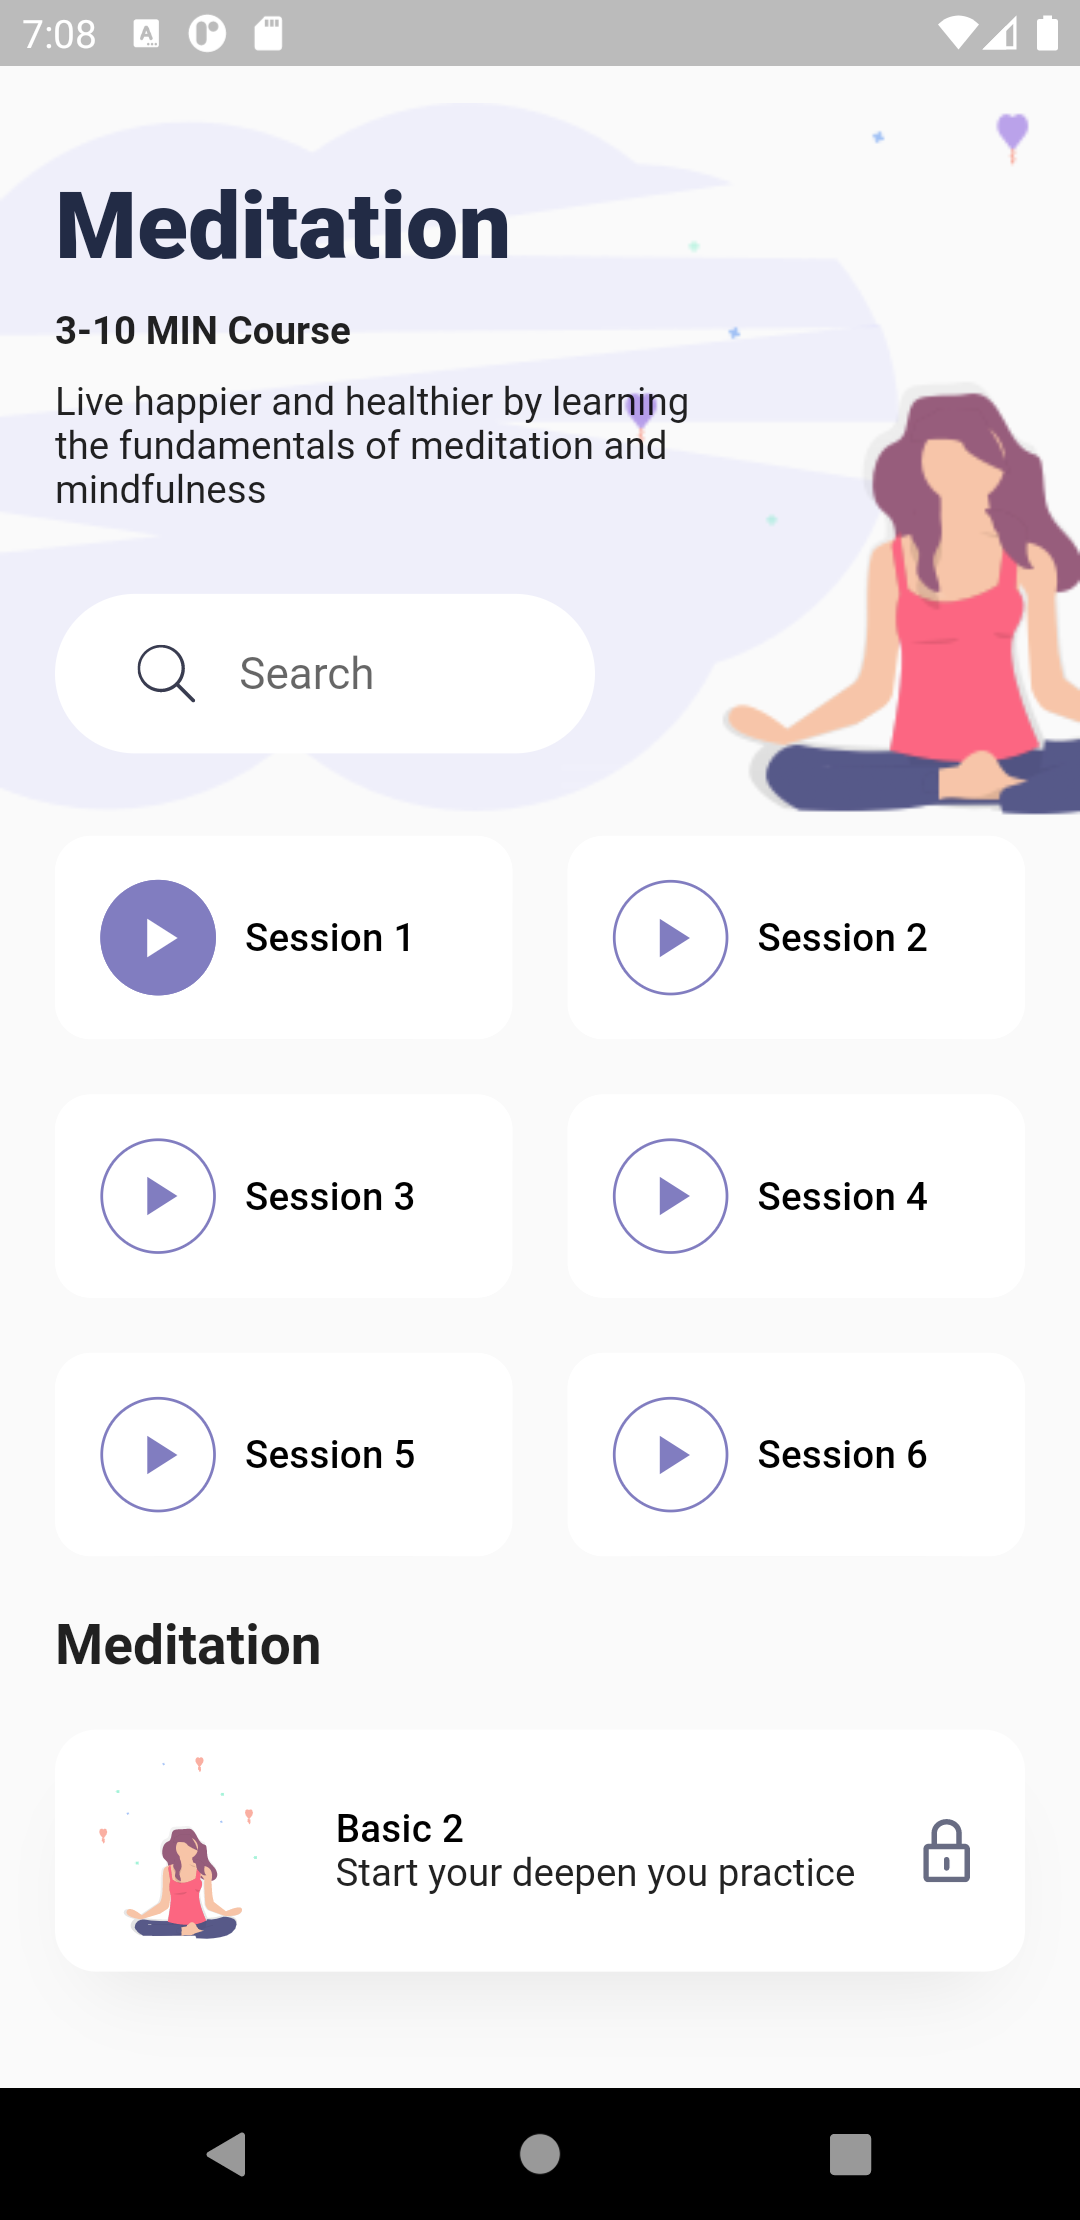 7:08
Meditation
3-10 MIN Course
Live happier and healthier by learning
the fundamentals of meditation and
mindfulness
Search
Session 1
Session 2
Session 3
Session 4
Session 5
Session 6
Meditation
Basic 2
Start your deepen you practice